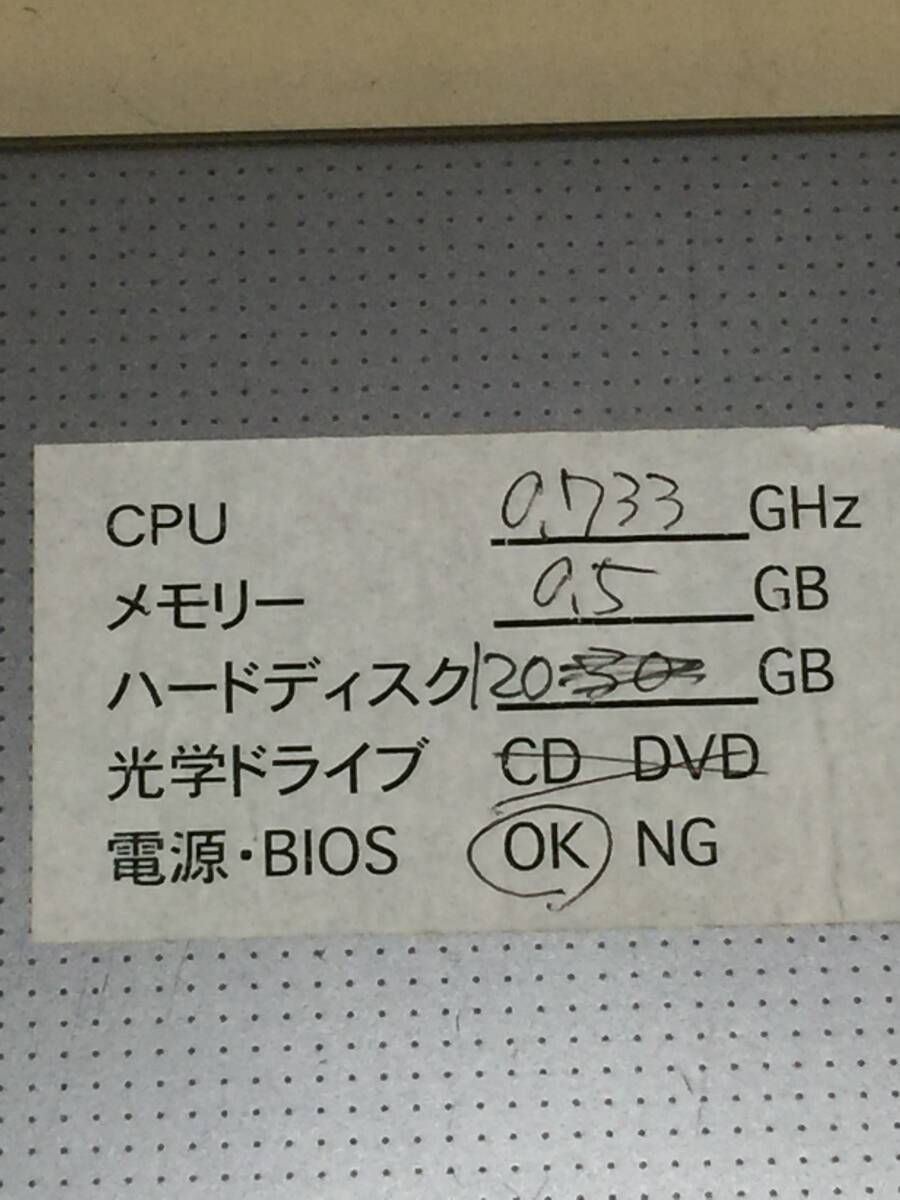 CPU 0.733 GHz
メモリー 0.5 GB
ハードディスク 120 30 GB
光学ドライブ CD DVD
電源・BIOS OK NG